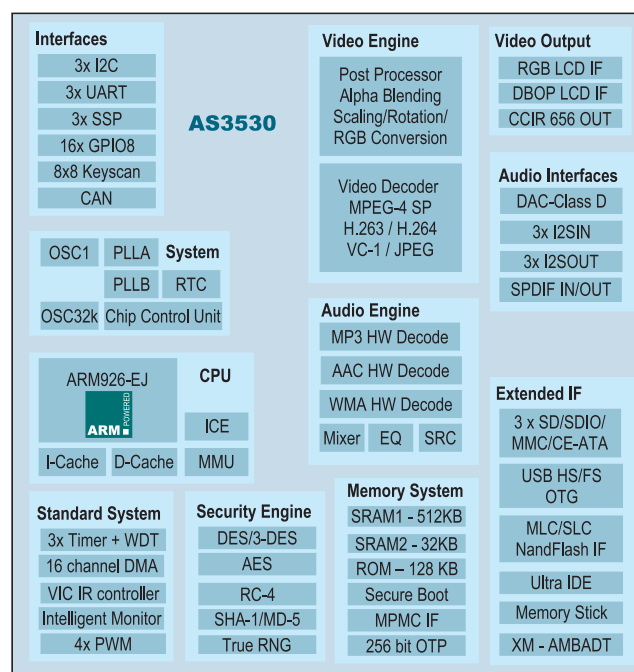 Interfaces
3x I2C
3x UART
3x SSP
16x GPIO8
8x8 Keyscan
CAN
AS3530
Video Engine
Post Processor
Alpha Blending
Scaling/Rotation/
RGB Conversion
Video Decoder
MPEG-4 SP
H.263 / H.264
VC-1 / JPEG
Video Output
RGB LCD IF
DBOP LCD IF
CCIR 656 OUT
Audio Interfaces
DAC-Class D
3x I2SIN
3x I2SOUT
SPDIF IN/OUT
OSC1 PLLA System
PLLB RTC
OSC32k Chip Control Unit
Audio Engine
MP3 HW Decode
AAC HW Decode
WMA HW Decode
Mixer EQ SRC
ARM926-EJ CPU
ARM POWERED
ICE
I-Cache D-Cache MMU
Extended IF
3 x SD/SDIO/
MMC/CE-ATA
USB HS/FS
OTG
MLC/SLC
NandFlash IF
Ultra IDE
Memory Stick
XM - AMBADT
Standard System
3x Timer + WDT
16 channel DMA
VIC IR controller
Intelligent Monitor
4x PWM
Security Engine
DES/3-DES
AES
RC-4
SHA-1/MD-5
True RNG
Memory System
SRAM1 - 512KB
SRAM2 - 32KB
ROM – 128 KB
Secure Boot
MPMC IF
256 bit OTP